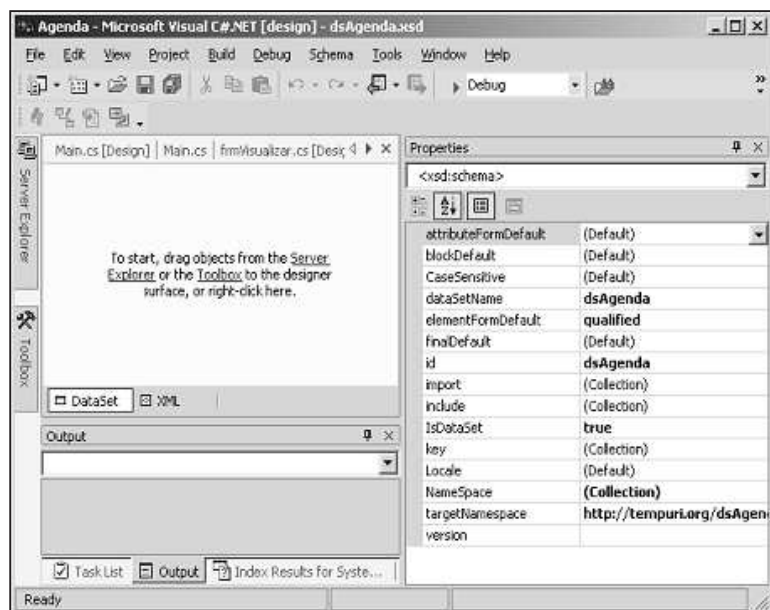 Agenda - Microsoft Visual C#.NET [design] - dsAgenda.xsd
File Edit View Project Build Debug Schema Tools Window Help
Debug
Main.cs [Design] Main.cs frmVisualizar.cs [Desig
Server Explorer
Toolbox
To start, drag objects from the Server
Explorer or the Toolbox to the designer
surface, or right-click here.
DataSet XML
Output
Task List Output Index Results for Syste...
Properties
<xsd:schema>
attributeFormDefault (Default)
blockDefault (Default)
CaseSensitive (Default)
dataSetName dsAgenda
elementFormDefault qualified
finalDefault (Default)
id dsAgenda
import (Collection)
include (Collection)
IsDataSet true
key (Collection)
Locale (Default)
NameSpace (Collection)
targetNamespace http://tempuri.org/dsAgen
version
Ready